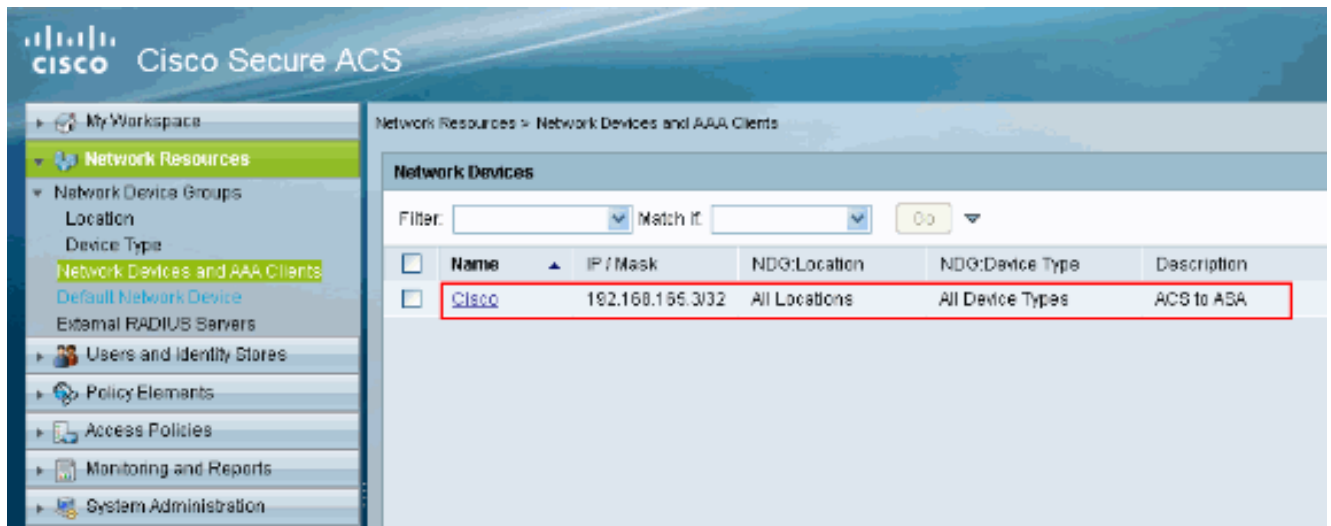 CISCO Cisco Secure ACS
My Workspace
Network Resources
Network Device Groups
Location
Device Type
Network Devices and AAA Clients
Default Network Device
External RADIUS Servers
Users and Identity Stores
Policy Elements
Access Policies
Monitoring and Reports
System Administration
Network Resources > Network Devices and AAA Clients
Network Devices
Filter: Match if: Go
Name IP / Mask NDG:Location NDG:Device Type Description
Cisco 192.168.165.3/32 All Locations All Device Types ACS to ASA